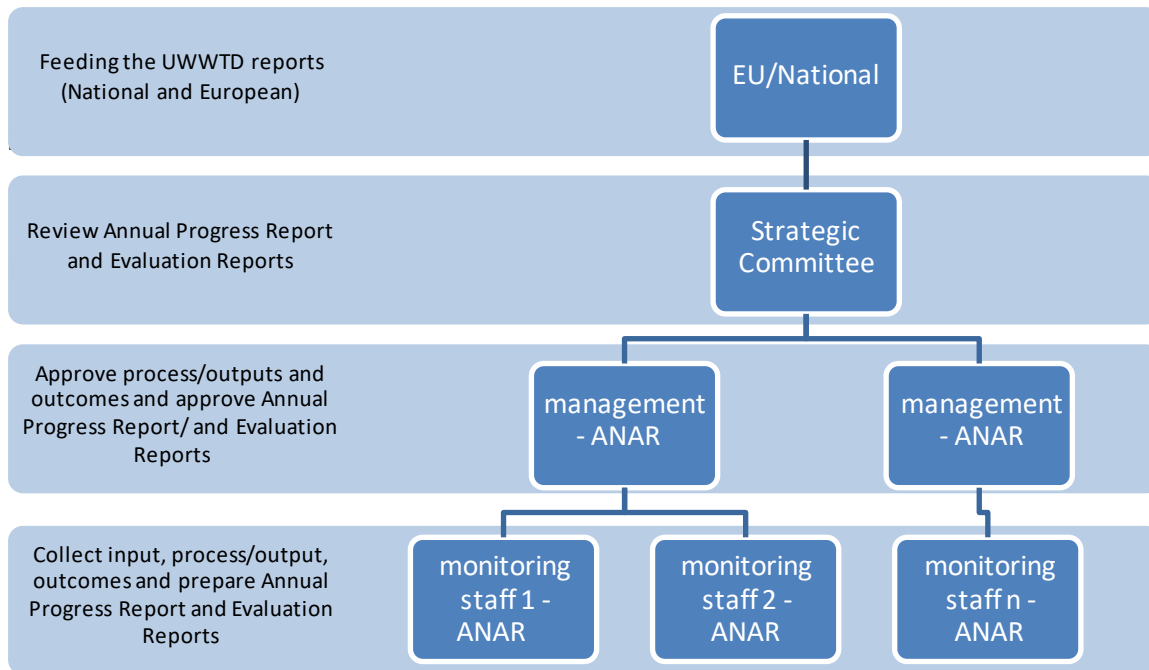 Feeding the UWWTD reports
(National and European)
EU/National
Review Annual Progress Report
and Evaluation Reports
Strategic
Committee
Approve process/outputs and
outcomes and approve Annual
Progress Report/ and Evaluation
Reports
management
- ANAR
management
- ANAR
Collect input, process/output,
outcomes and prepare Annual
Progress Report and Evaluation
Reports
monitoring
staff 1 -
ANAR
monitoring
staff 2 -
ANAR
monitoring
staff n -
ANAR